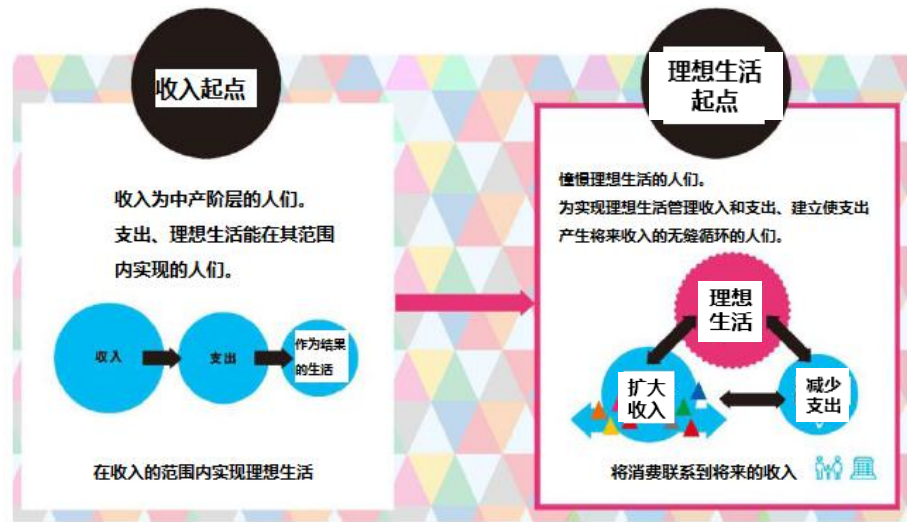 收入起点
收入为中产阶层的人们。
支出、理想生活能在其范围
内实现的人们。
收入
支出
作为结果
的生活
在收入的范围内实现理想生活
理想生活
起点
憧憬理想生活的人们。
为实现理想生活管理收入和支出、建立使支出
产生将来收入的无缝循环的人们。
理想
生活
扩大
收入
减少
支出
将消费联系到将来的收入